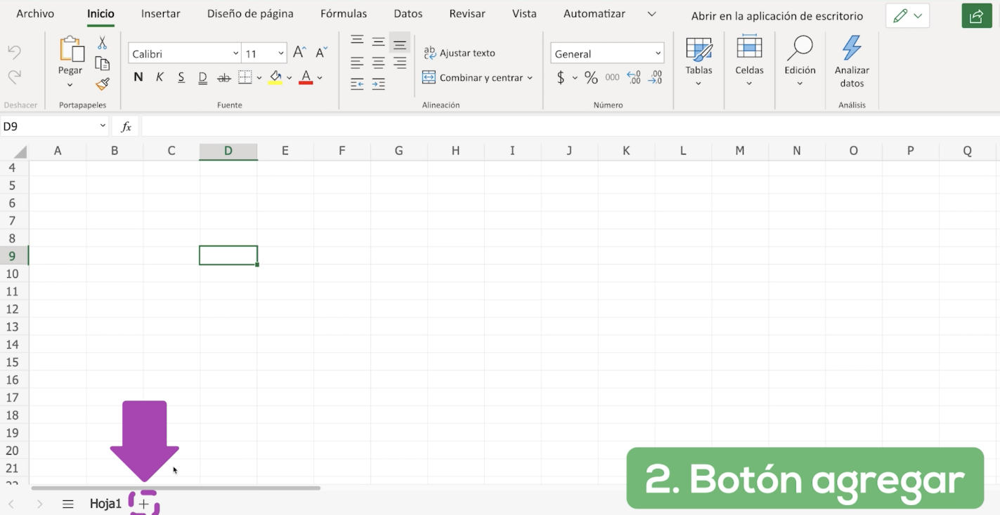 Archivo Inicio Insertar Diseño de página Fórmulas Datos Revisar Vista Automatizar Abrir en la aplicación de escritorio
Calibri 11 A A ab Ajustar texto General
Pegar Tablas Celdas Edición Analizar datos
N K S D ab A Combinar y centrar $ % 000 ,00 ,00
Deshacer Portapapeles Fuente Alineación Número Análisis
D9 fx
A B C D E F G H I J K L M N O P Q
4
5
6
7
8
9
10
11
12
13
14
15
16
17
18
19
20
21
22
2. Botón agregar
Hoja1 +